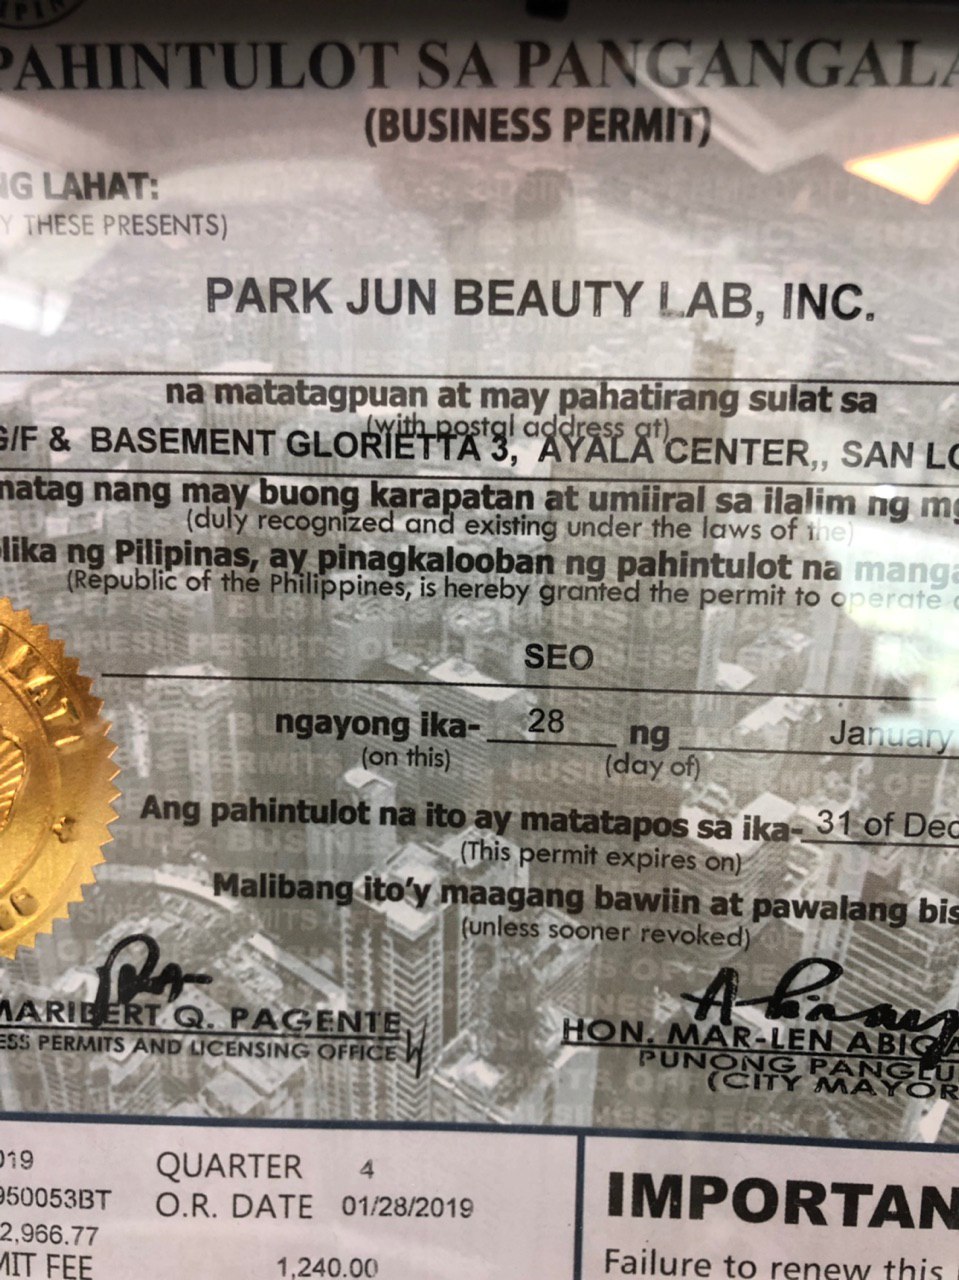 PAHINTULOT SA PANGANGALA
(BUSINESS PERMIT)
NG LAHAT:
Y THESE PRESENTS)
PARK JUN BEAUTY LAB, INC.
na matatagpuan at may pahatirang sulat sa
(with postal address at)
G/F & BASEMENT GLORIETTA 3, AYALA CENTER,, SAN LO
natag nang may buong karapatan at umiiral sa ilalim ng mg
(duly recognized and existing under the laws of the)
lika ng Pilipinas, ay pinagkalooban ng pahintulot na manga
(Republic of the Philippines, is hereby granted the permit to operate
SEO
ngayong ika- 28 ng January
(on this) (day of)
Ang pahintulot na ito ay matatapos sa ika- 31 of Dec
(This permit expires on)
Malibang ito'y maagang bawiin at pawalang bis
(unless sooner revoked)
MARIBERT Q. PAGENTE
ESS PERMITS AND LICENSING OFFICE
HON. MAR-LEN ABIGA
PUNONG PANGLU
(CITY MAYOR
019 QUARTER 4
950053BT O.R. DATE 01/28/2019
2,966.77
MIT FEE 1,240.00
IMPORTAN
Failure to renew this